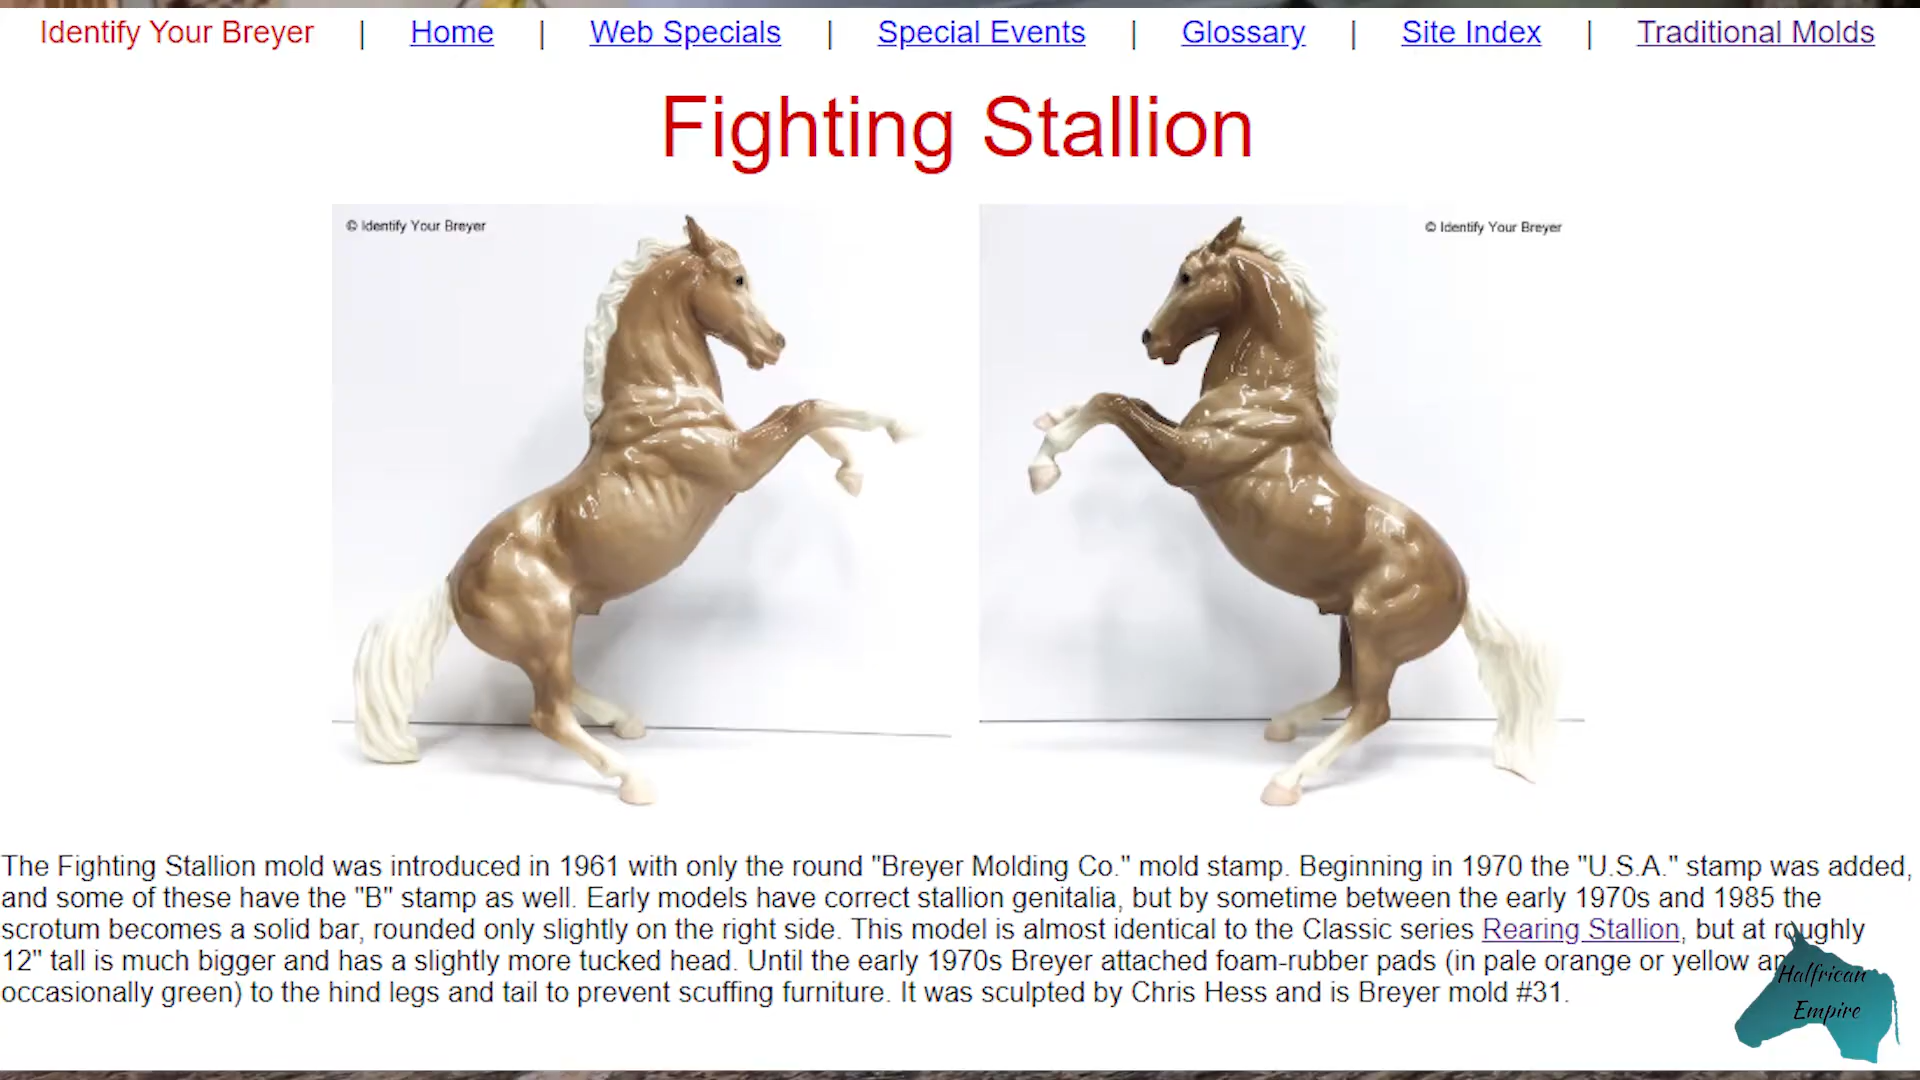 Identify Your Breyer | Home | Web Specials | Special Events | Glossary | Site Index | Traditional Molds
Fighting Stallion
© Identify Your Breyer
© Identify Your Breyer
The Fighting Stallion mold was introduced in 1961 with only the round "Breyer Molding Co." mold stamp. Beginning in 1970 the "U.S.A." stamp was added,
and some of these have the "B" stamp as well. Early models have correct stallion genitalia, but by sometime between the early 1970s and 1985 the
scrotum becomes a solid bar, rounded only slightly on the right side. This model is almost identical to the Classic series Rearing Stallion, but at roughly
12" tall is much bigger and has a slightly more tucked head. Until the early 1970s Breyer attached foam-rubber pads (in pale orange or yellow
occasionally green) to the hind legs and tail to prevent scuffing furniture. It was sculpted by Chris Hess and is Breyer mold #31.
Halfrican
Empire